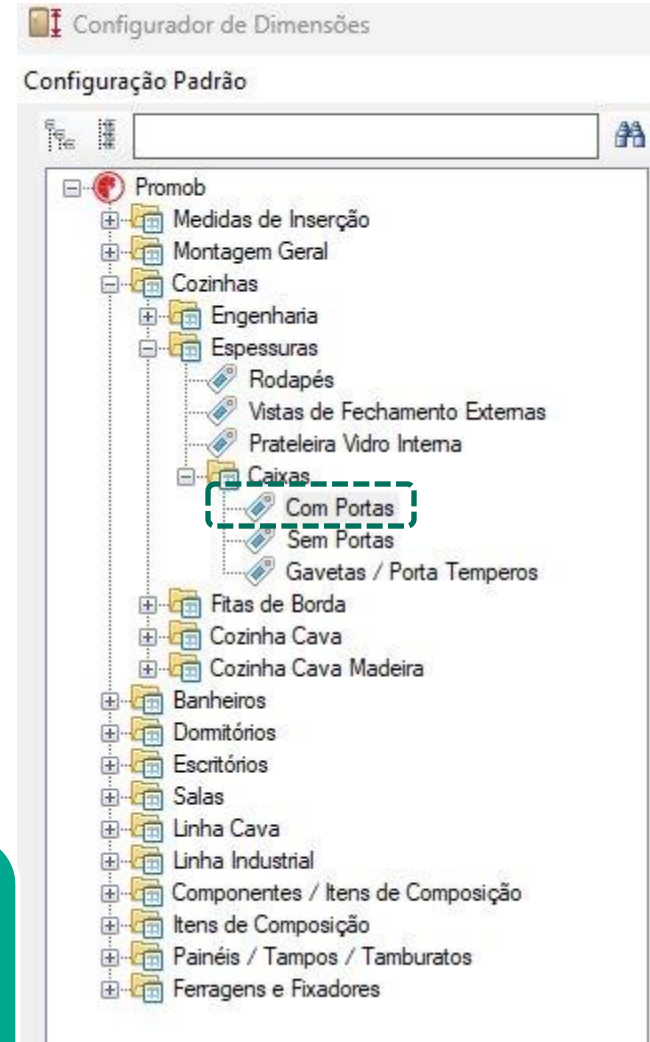 Configurador de Dimensões
Configuração Padrão
Promob
Medidas de Inserção
Montagem Geral
Cozinhas
Engenharia
Espessuras
Rodapés
Vistas de Fechamento Externas
Prateleira Vidro Interna
Caixas
Com Portas
Sem Portas
Gavetas / Porta Temperos
Fitas de Borda
Cozinha Cava
Cozinha Cava Madeira
Banheiros
Dormitórios
Escritórios
Salas
Linha Cava
Linha Industrial
Componentes / Itens de Composição
Itens de Composição
Painéis / Tampos / Tamburatos
Ferragens e Fixadores